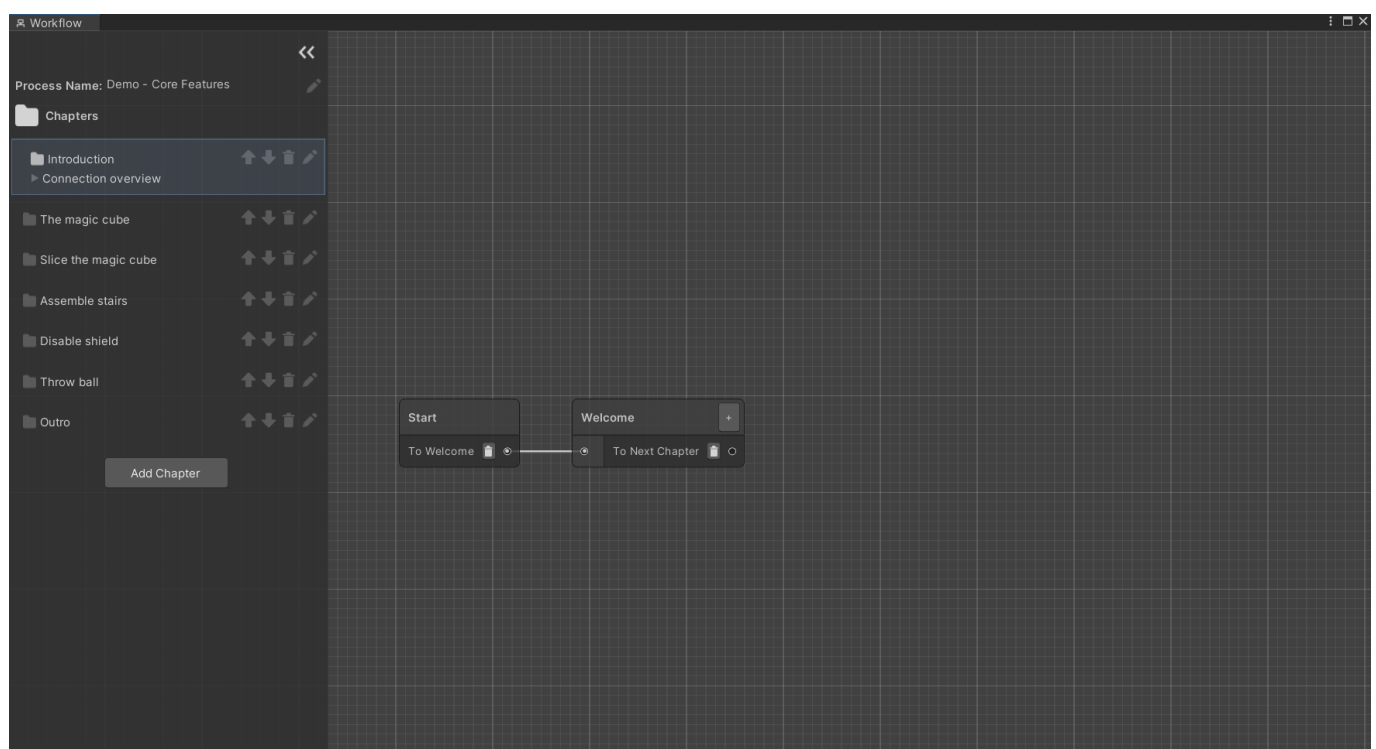 Workflow
Process Name: Demo - Core Features
Chapters
Introduction
Connection overview
The magic cube
Slice the magic cube
Assemble stairs
Disable shield
Throw ball
Outro
Add Chapter
Start
To Welcome
Welcome
+
To Next Chapter